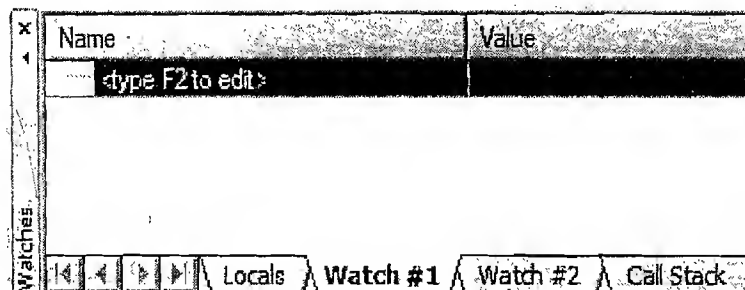 Name Value
<type F2 to edit>
Watches
Locals Watch #1 Watch #2 Call Stack